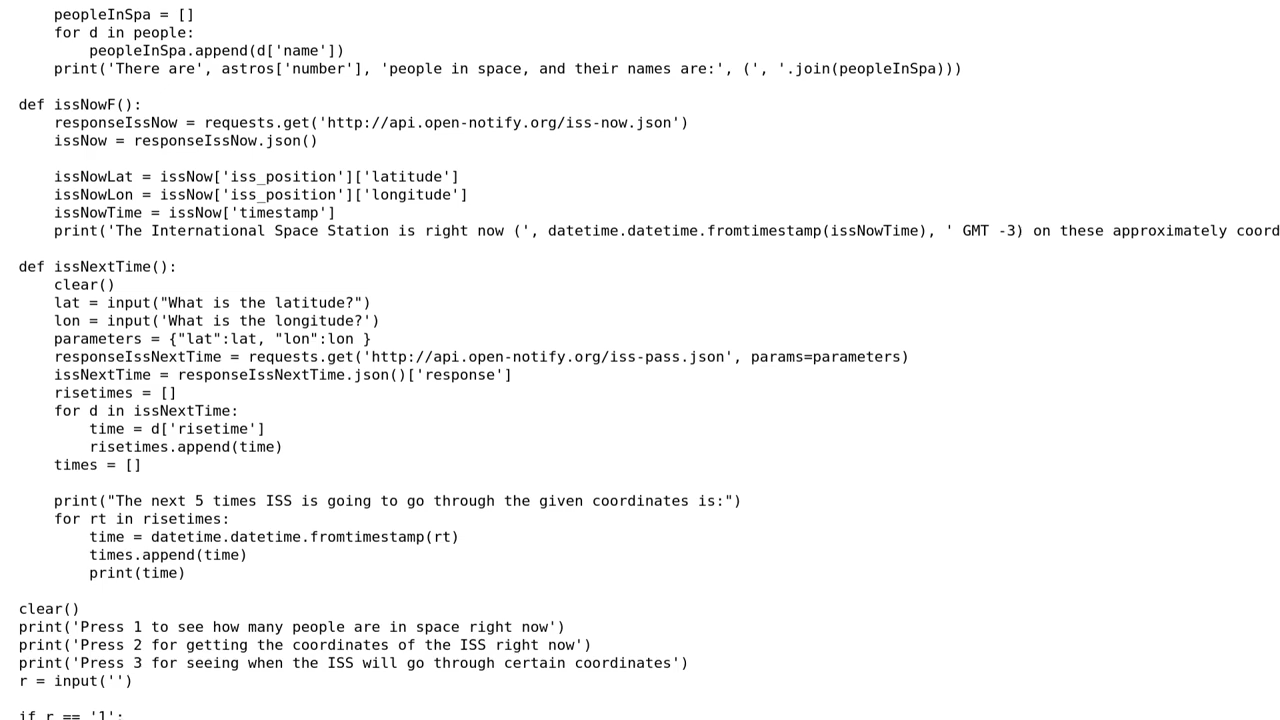 peopleInSpa = []
    for d in people:
        peopleInSpa.append(d['name'])
    print('There are', astros['number'], 'people in space, and their names are:', (', '.join(peopleInSpa)))

def issNowF():
    responseIssNow = requests.get('http://api.open-notify.org/iss-now.json')
    issNow = responseIssNow.json()

    issNowLat = issNow['iss_position']['latitude']
    issNowLon = issNow['iss_position']['longitude']
    issNowTime = issNow['timestamp']
    print('The International Space Station is right now (', datetime.datetime.fromtimestamp(issNowTime), ' GMT -3) on these approximately coord

def issNextTime():
    clear()
    lat = input("What is the latitude?")
    lon = input('What is the longitude?')
    parameters = {"lat":lat, "lon":lon }
    responseIssNextTime = requests.get('http://api.open-notify.org/iss-pass.json', params=parameters)
    issNextTime = responseIssNextTime.json()['response']
    risetimes = []
    for d in issNextTime:
        time = d['risetime']
        risetimes.append(time)
    times = []

    print("The next 5 times ISS is going to go through the given coordinates is:")
    for rt in risetimes:
        time = datetime.datetime.fromtimestamp(rt)
        times.append(time)
        print(time)

clear()
print('Press 1 to see how many people are in space right now')
print('Press 2 for getting the coordinates of the ISS right now')
print('Press 3 for seeing when the ISS will go through certain coordinates')
r = input('')

if r == '1':